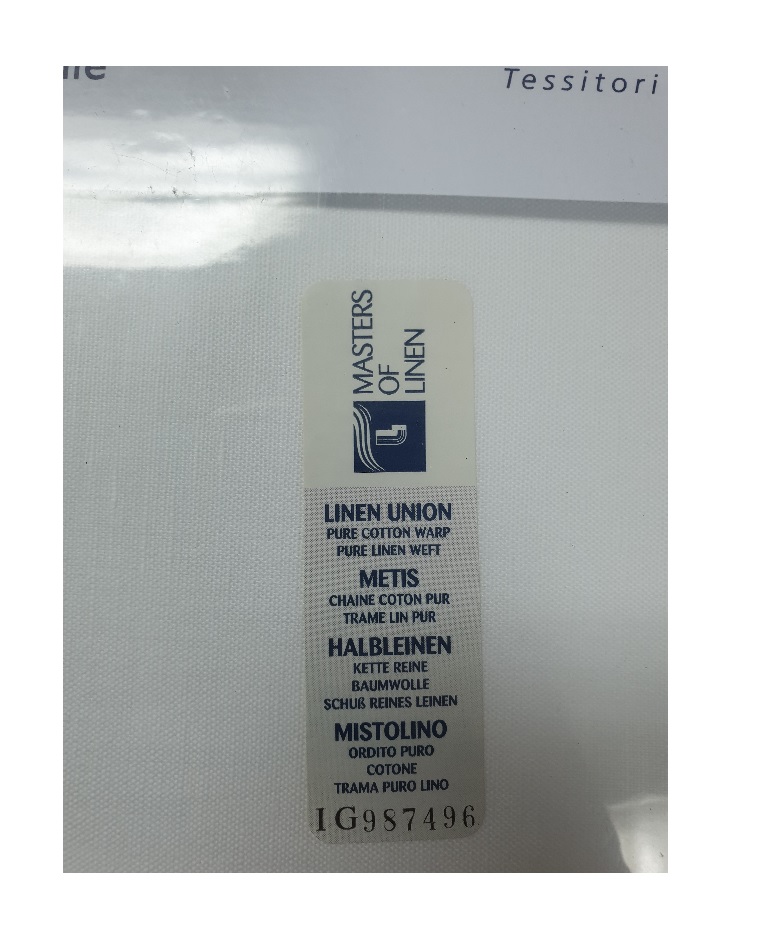 Tessitori
MASTERS
OF
LINEN
LINEN UNION
PURE COTTON WARP
PURE LINEN WEFT
METIS
CHAINE COTON PUR
TRAME LIN PUR
HALBLEINEN
KETTE REINE
BAUMWOLLE
SCHUß REINES LEINEN
MISTOLINO
ORDITO PURO
COTONE
TRAMA PURO LINO
IG987496